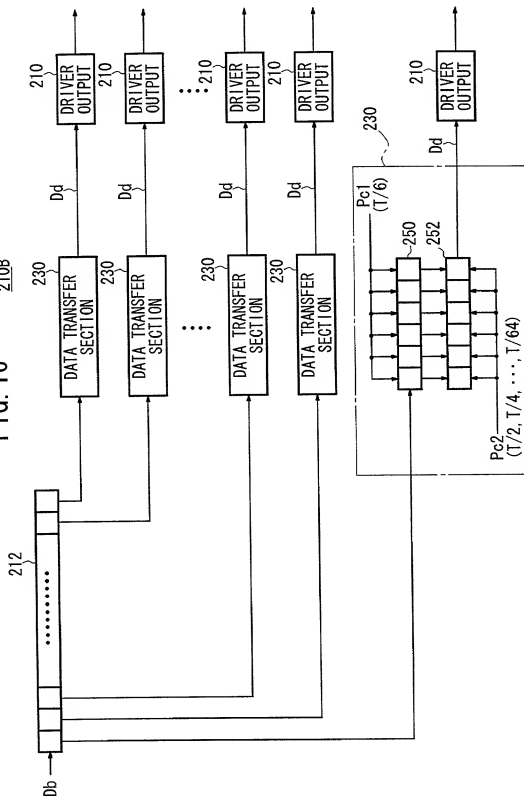 FIG. 16
210B
Db
212
230
DATA TRANSFER
SECTION
Dd
210
DRIVER
OUTPUT
230
DATA TRANSFER
SECTION
Dd
210
DRIVER
OUTPUT
230
DATA TRANSFER
SECTION
Dd
210
DRIVER
OUTPUT
230
DATA TRANSFER
SECTION
Dd
210
DRIVER
OUTPUT
230
Pc1
(T/6)
250
252
Pc2
(T/2, T/4, ···, T/64)
Dd
210
DRIVER
OUTPUT